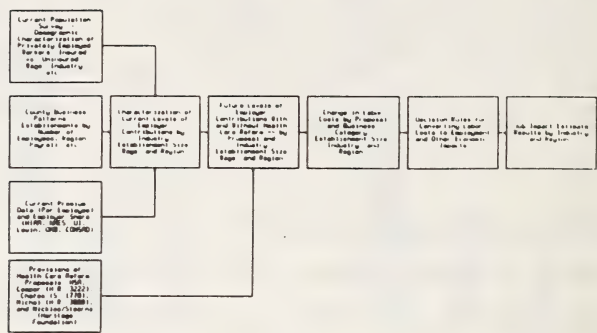 Current Population
Survey
Demographic
Characterization of
Privately Employed
Workers Insured
vs Uninsured
Wage, Industry
etc
County Business
Patterns
Establishments by
Number of
Employees, Region
Payroll, etc
Characterization of
Current Levels of
Employer
Contributions by
Industry
Establishment Size
Wage and Region
Future Levels of
Employer
Contributions With
and Without Health
Care Reform -- by
Proposal and
Industry
Establishment Size
Wage and Region
Change in Labor
Costs by Proposal
and Business
Category
Establishment Size
Industry and
Region
Decision Rules for
Converting Labor
Costs to Employment
and Other Economic
Impacts
Job Impact Estimate
Results by Industry
and Region
Current Premium
Data (Per Employee)
and Employer Share
Lewin, CONSAD)
Provisions of
Health Care Reform
Proposals HSA,
Cooper (H.R. 3222)
Chafee (S. 1770),
Michel (H.R. 3080),
and Nickles/Stearns
(Heritage
Foundation)